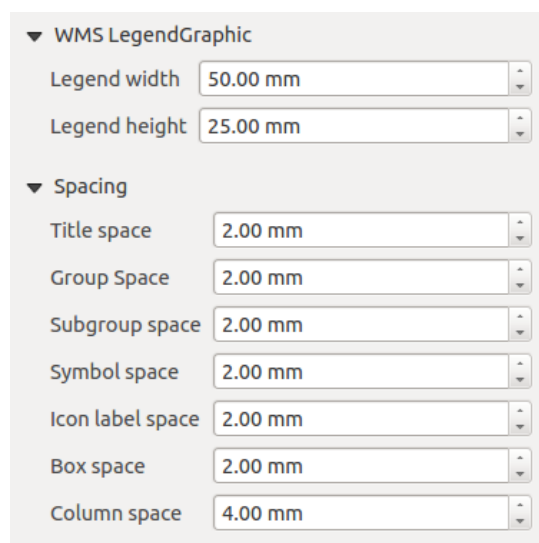 WMS LegendGraphic
Legend width 50.00 mm
Legend height 25.00 mm
Spacing
Title space 2.00 mm
Group Space 2.00 mm
Subgroup space 2.00 mm
Symbol space 2.00 mm
Icon label space 2.00 mm
Box space 2.00 mm
Column space 4.00 mm